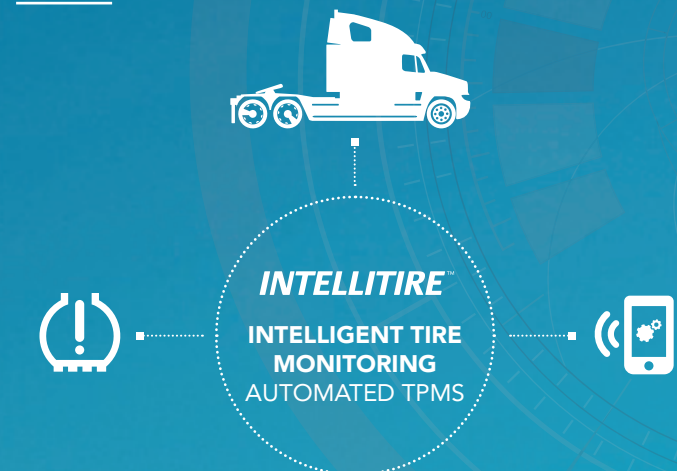 INTELLITIRE™
INTELLIGENT TIRE
MONITORING
AUTOMATED TPMS